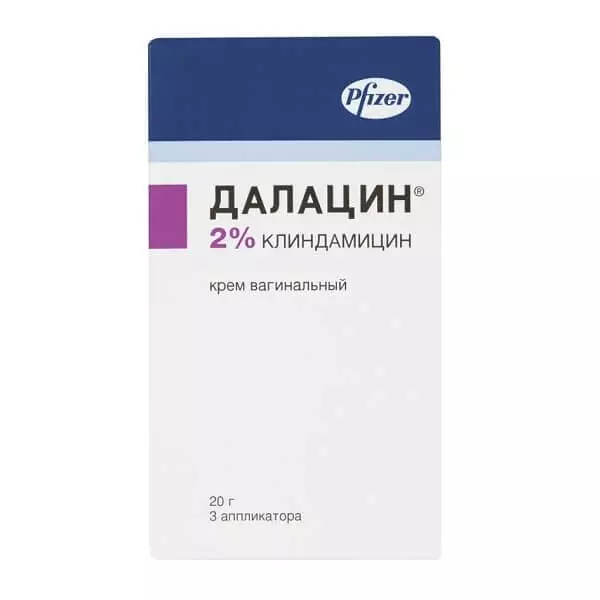 Pfizer
ДАЛАЦИН®
2% КЛИНДАМИЦИН
крем вагинальный
20 г
3 аппликатора